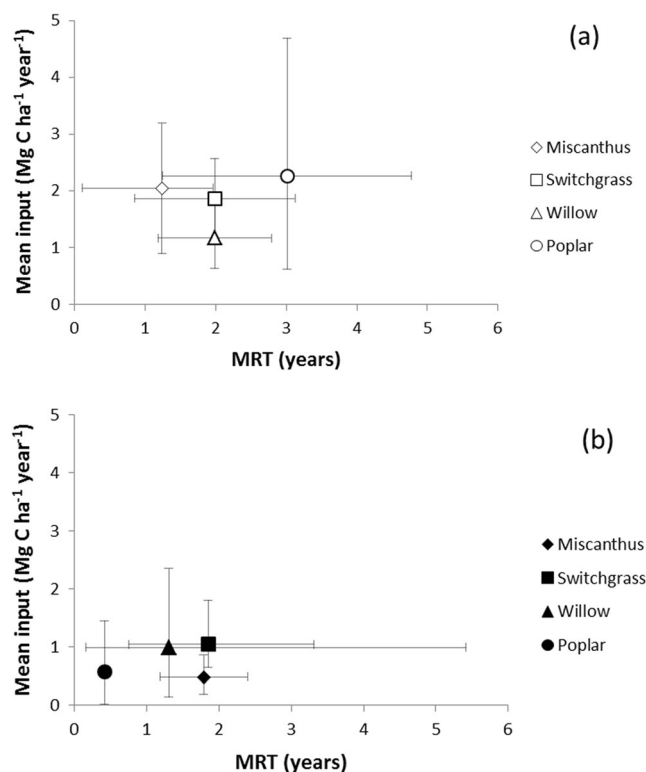 (a)
Mean input (Mg C ha⁻¹ year⁻¹)
5
4
3
2
1
0
0 1 2 3 4 5 6
MRT (years)
Miscanthus
Switchgrass
Willow
Poplar
(b)
Mean input (Mg C ha⁻¹ year⁻¹)
5
4
3
2
1
0
0 1 2 3 4 5 6
MRT (years)
Miscanthus
Switchgrass
Willow
Poplar